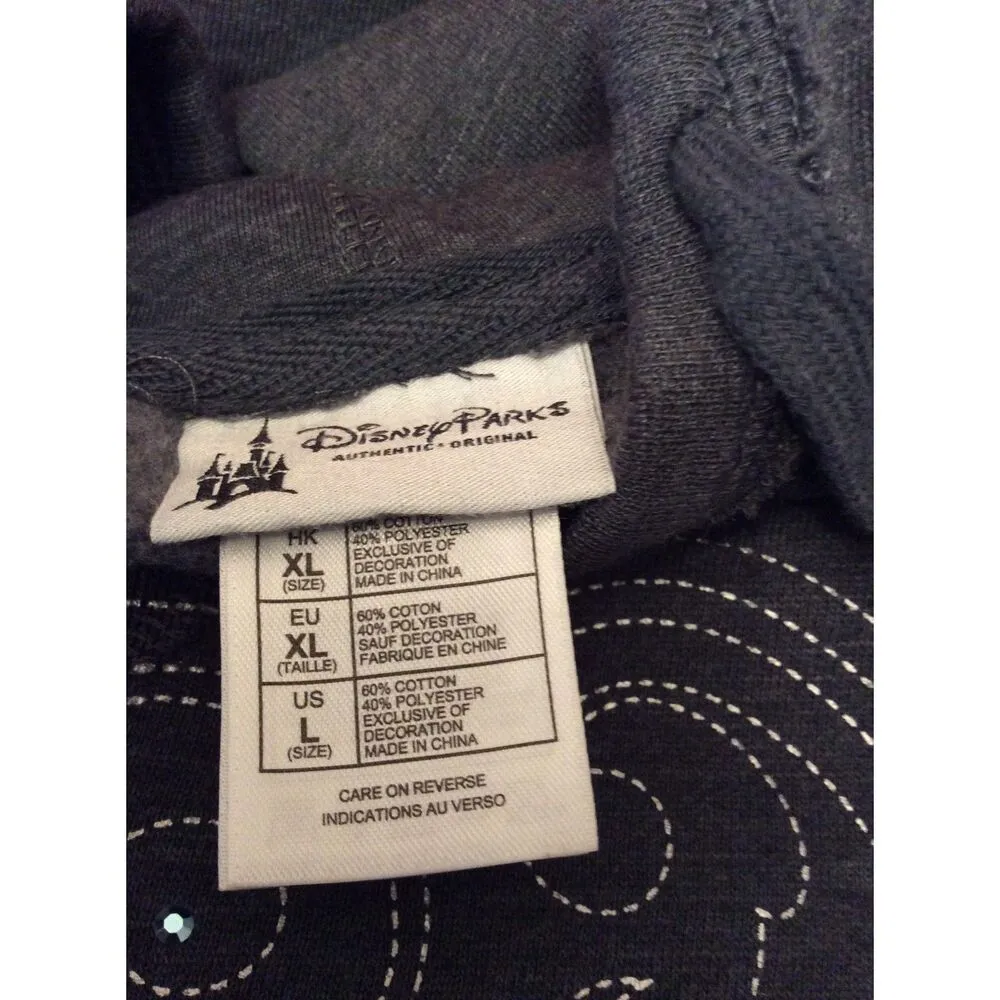 Disney Parks
AUTHENTIC • ORIGINAL
HK
XL
(SIZE)
60% COTTON
40% POLYESTER
EXCLUSIVE OF
DECORATION
MADE IN CHINA
EU
XL
(TAILLE)
60% COTON
40% POLYESTER
SAUF DECORATION
FABRIQUE EN CHINE
US
L
(SIZE)
60% COTTON
40% POLYESTER
EXCLUSIVE OF
DECORATION
MADE IN CHINA
CARE ON REVERSE
INDICATIONS AU VERSO